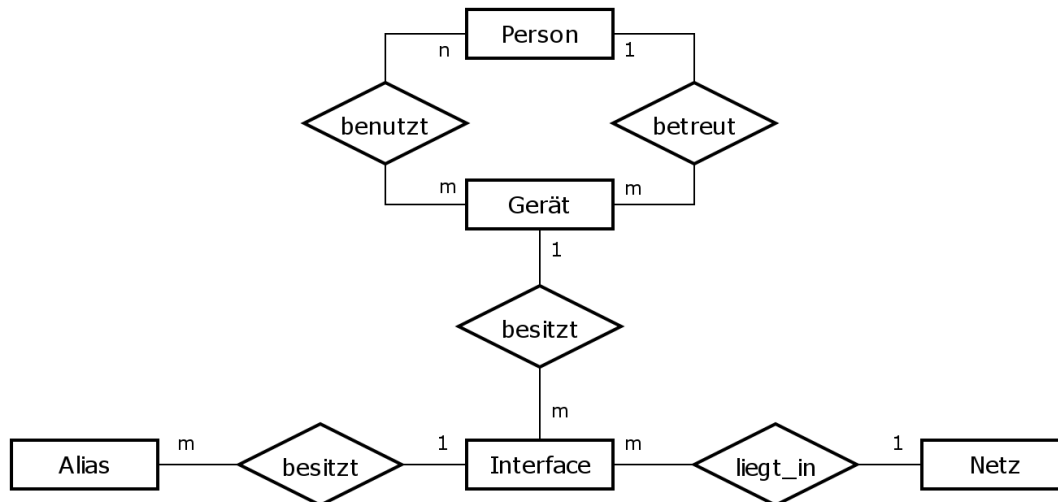 Person
n
1
benutzt
betreut
m
Gerät
m
1
besitzt
m
Alias
m
besitzt
1
Interface
m
liegt_in
1
Netz